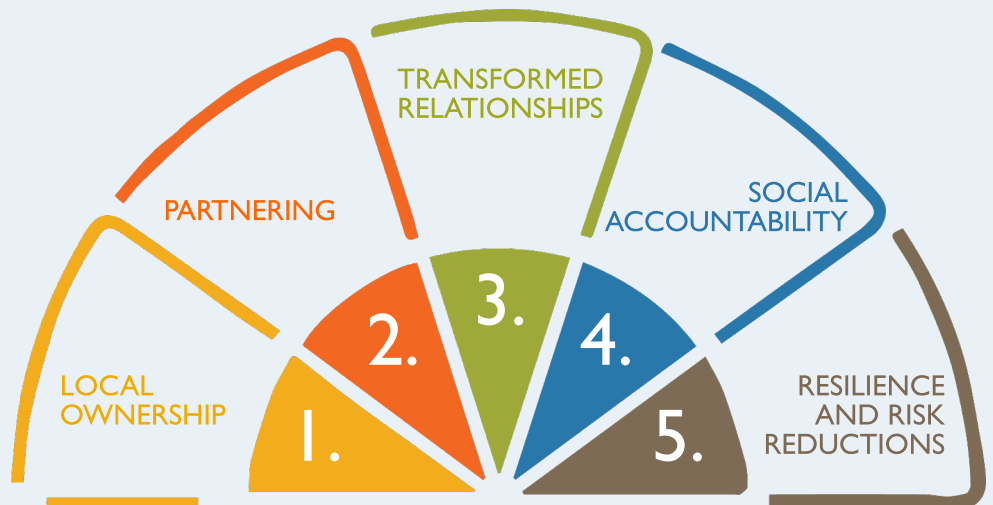 1.
LOCAL
OWNERSHIP
2.
PARTNERING
3.
TRANSFORMED
RELATIONSHIPS
4.
SOCIAL
ACCOUNTABILITY
5.
RESILIENCE
AND RISK
REDUCTIONS